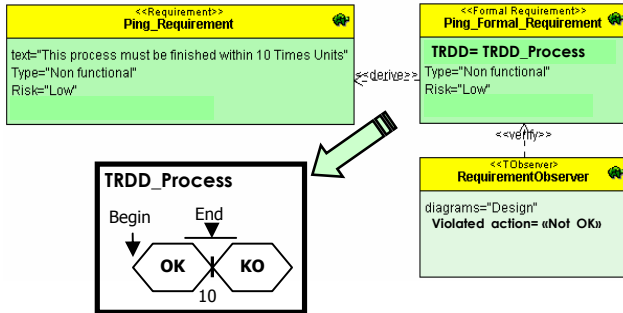 <<Requirement>>
Ping_Requirement
text="This process must be finished within 10 Times Units"
Type="Non functional"
Risk="Low"
<<derive>>
<<Formal Requirement>>
Ping_Formal_Requirement
TRDD= TRDD_Process
Type="Non functional"
Risk="Low"
<<verify>>
<<TObserver>>
RequirementObserver
diagrams="Design"
Violated action= «Not OK»
TRDD_Process
Begin
End
OK
KO
10